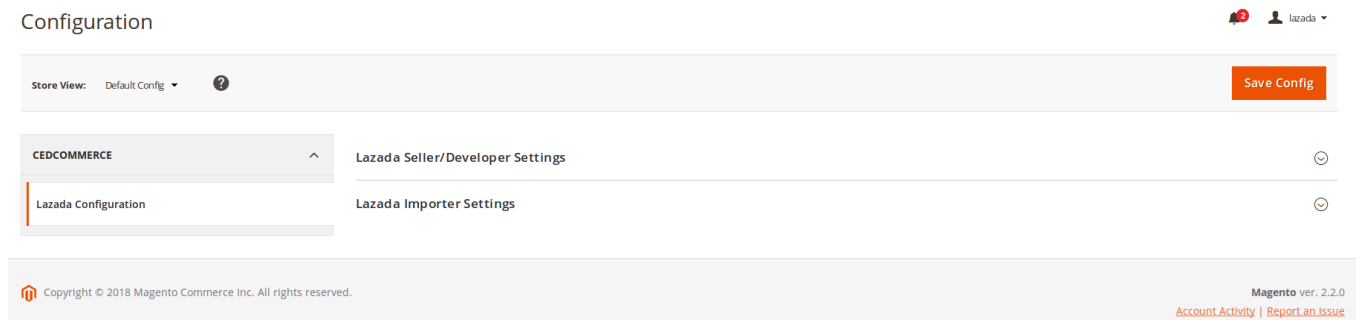 Configuration
2
lazada
Store View: Default Config ?
Save Config
CEDCOMMERCE
Lazada Configuration
Lazada Seller/Developer Settings
Lazada Importer Settings
Copyright © 2018 Magento Commerce Inc. All rights reserved.
Magento ver. 2.2.0
Account Activity | Report an Issue